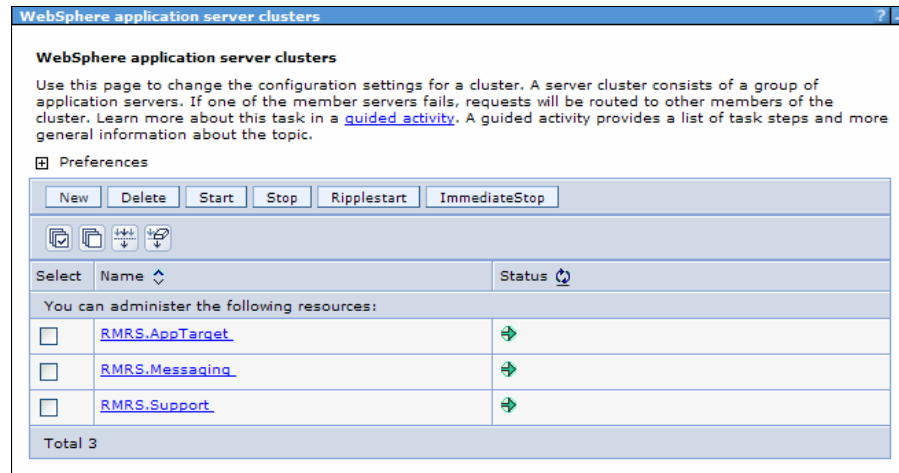 WebSphere application server clusters
?
WebSphere application server clusters
Use this page to change the configuration settings for a cluster. A server cluster consists of a group of
application servers. If one of the member servers fails, requests will be routed to other members of the
cluster. Learn more about this task in a guided activity. A guided activity provides a list of task steps and more
general information about the topic.
Preferences
New Delete Start Stop Ripplestart ImmediateStop
Select Name Status
You can administer the following resources:
RMRS.AppTarget
RMRS.Messaging
RMRS.Support
Total 3